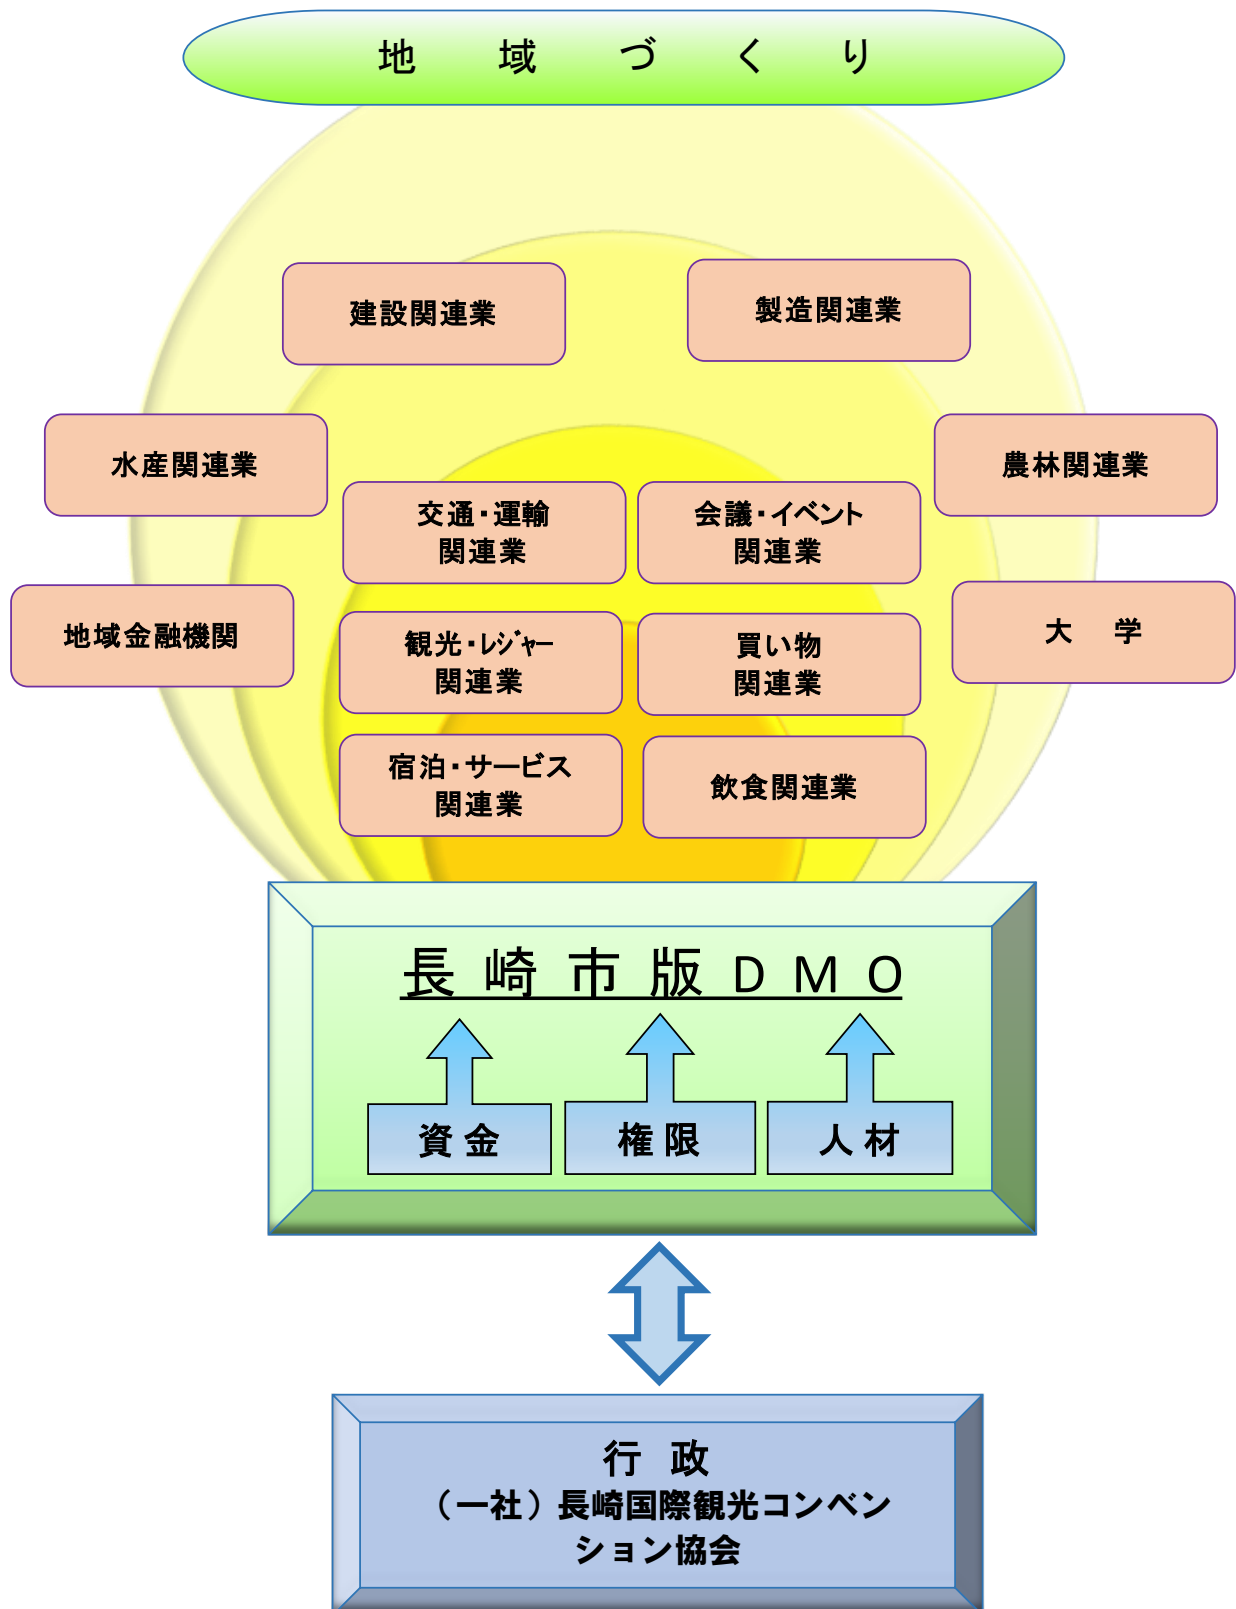 地域づくり
建設関連業
製造関連業
水産関連業
農林関連業
交通・運輸
関連業
会議・イベント
関連業
地域金融機関
大学
観光・ﾚｼﾞｬｰ
関連業
買い物
関連業
宿泊・サービス
関連業
飲食関連業
長崎市版DMO
資金
権限
人材
行政
（一社）長崎国際観光コンベン
ション協会